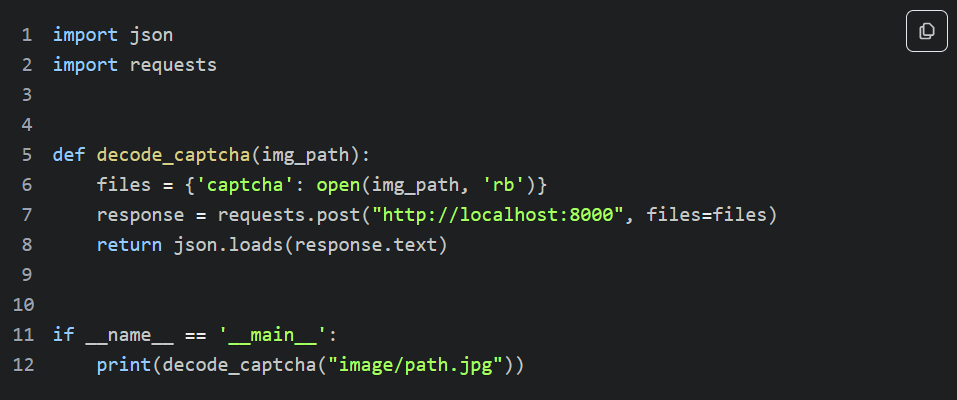 1 import json
2 import requests
3
4
5 def decode_captcha(img_path):
6     files = {'captcha': open(img_path, 'rb')}
7     response = requests.post("http://localhost:8000", files=files)
8     return json.loads(response.text)
9
10
11 if __name__ == '__main__':
12     print(decode_captcha("image/path.jpg"))